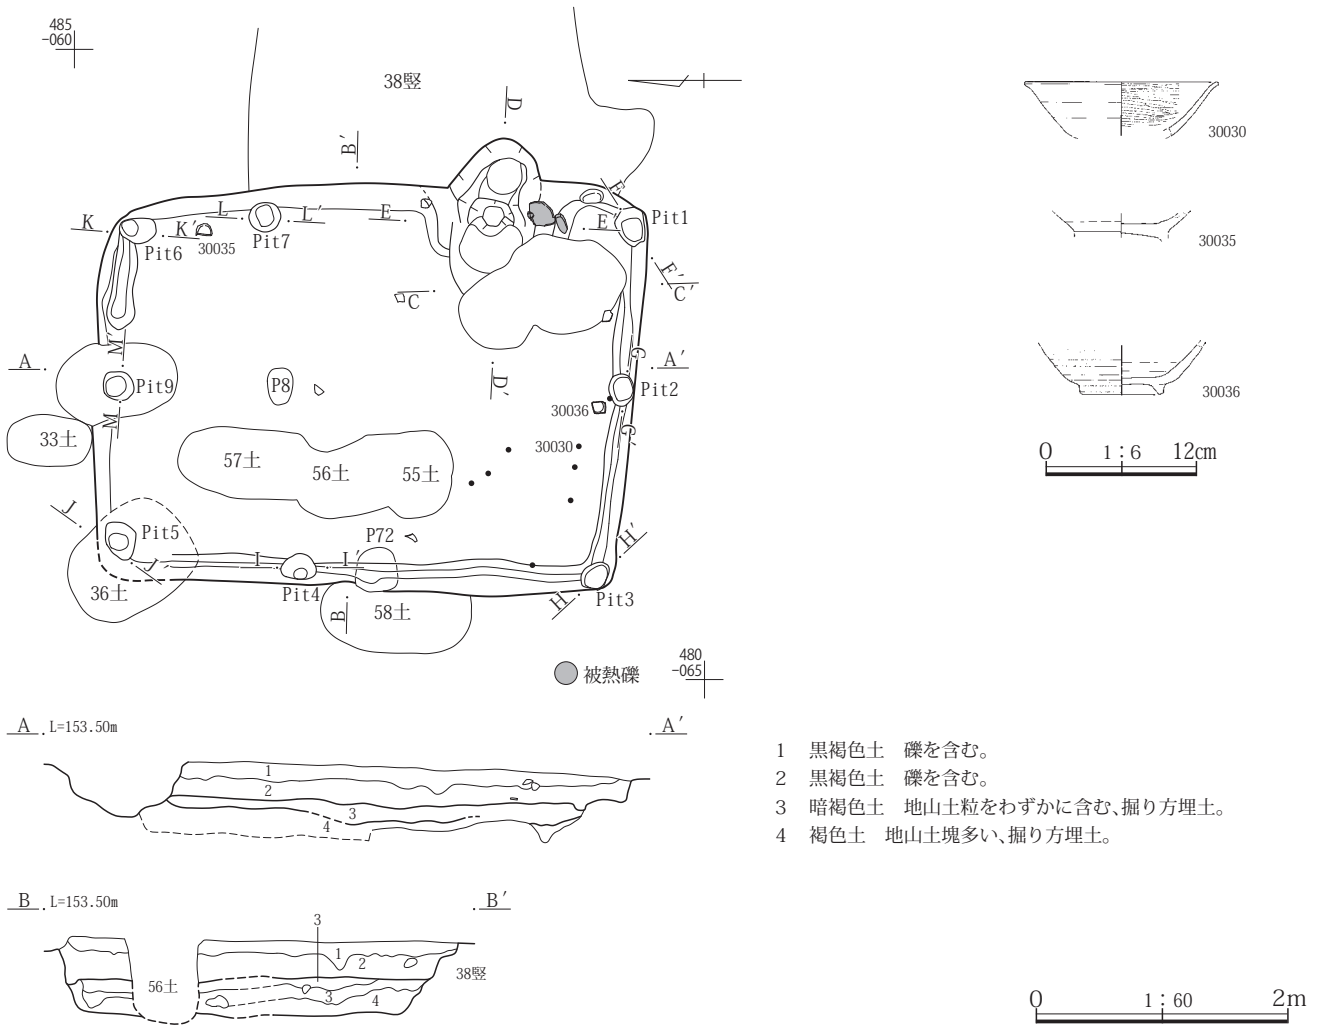 485
-060
38竪
D
B′
K
K′
L
L′
E
E′
F
Pit1
Pit6
30035
Pit7
F′
C′
C
M′
A
A′
Pit9
P8
D′
G
Pit2
M
30036
33土
G′
57土
56土
55土
30030
J
Pit5
P72
H′
J′
I
I′
36土
Pit4
B
58土
H
Pit3
被熱礫
480
-065
30030
30035
30036
0　1：6　12cm
A　L=153.50m　A′
1
2
3
4
1　黒褐色土　礫を含む。
2　黒褐色土　礫を含む。
3　暗褐色土　地山土粒をわずかに含む、掘り方埋土。
4　褐色土　地山土塊多い、掘り方埋土。
B　L=153.50m　B′
3
1
2
56土
3
4
38竪
0　1：60　2m